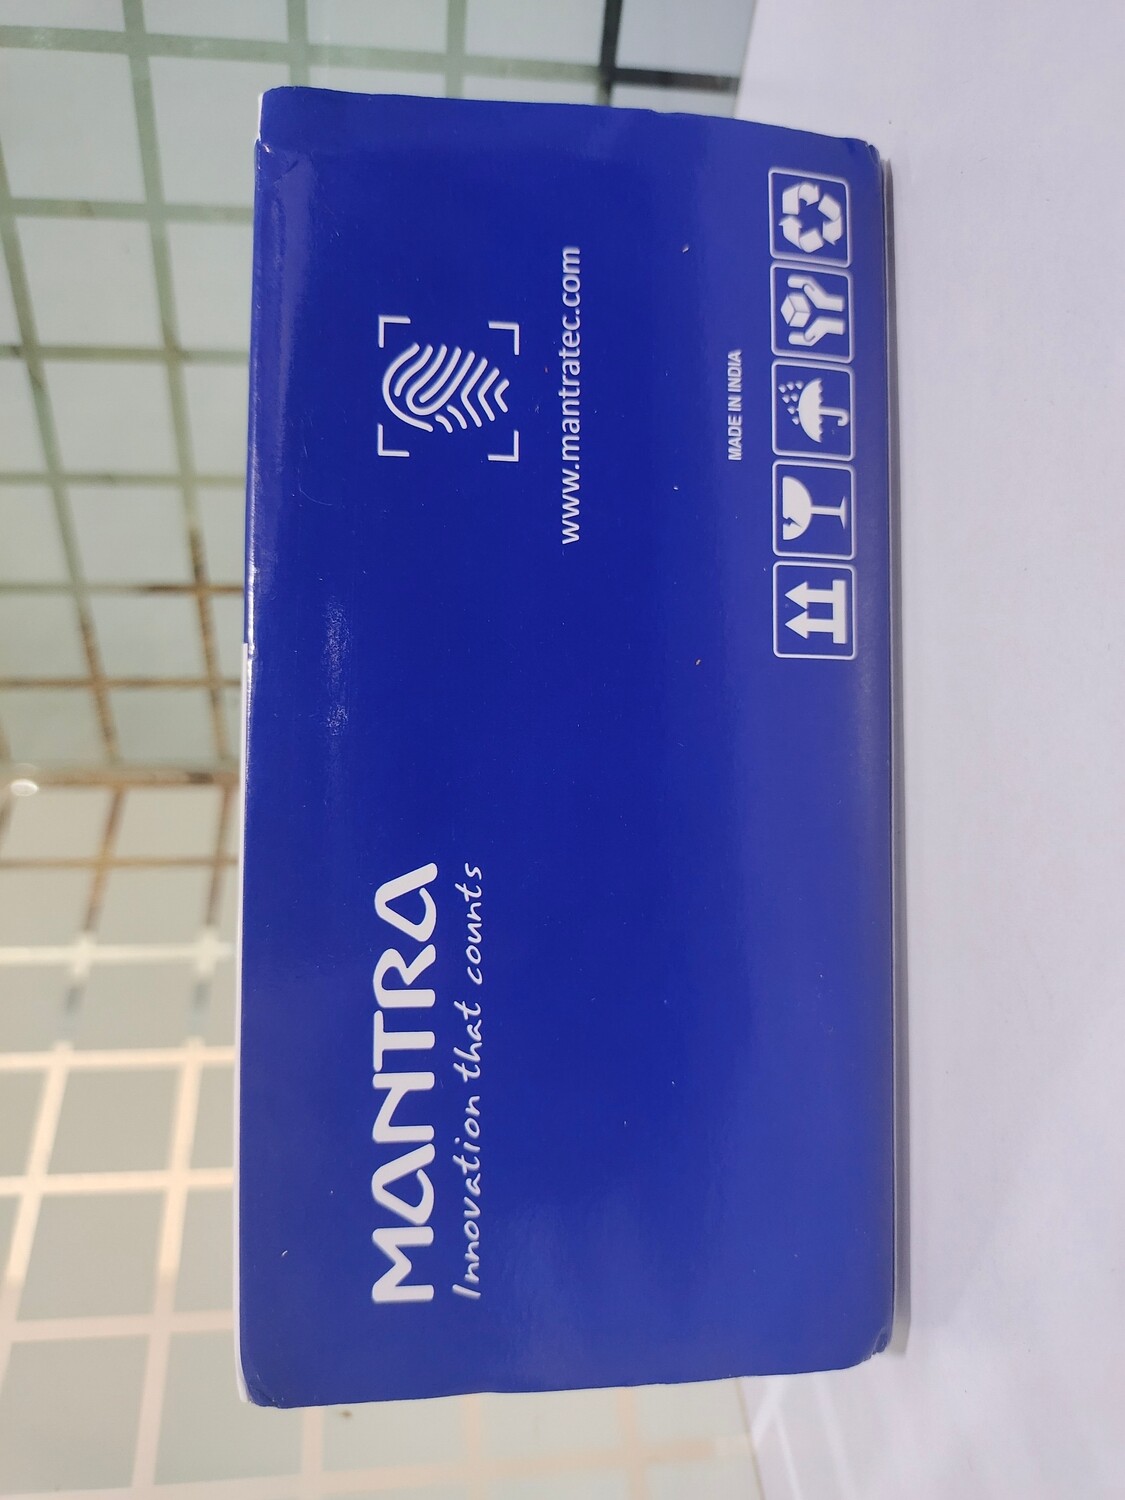 MANTRA
Innovation that counts
www.mantratec.com
MADE IN INDIA